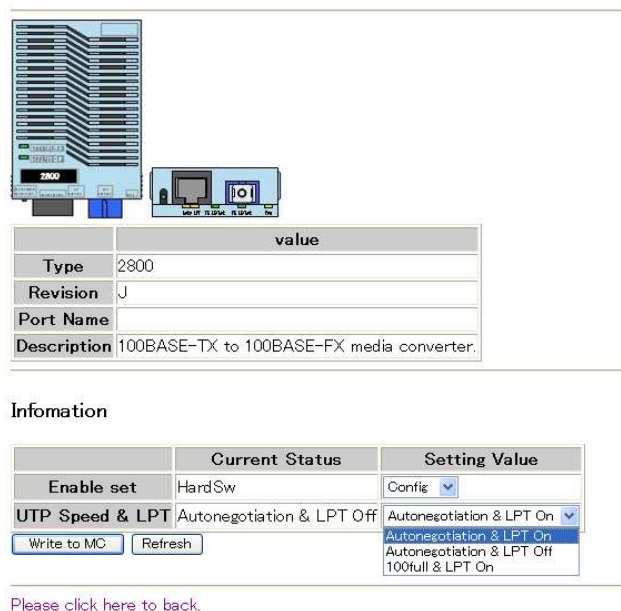 2800
value
Type 2800
Revision J
Port Name
Description 100BASE-TX to 100BASE-FX media converter.
Infomation
Current Status Setting Value
Enable set HardSw Config
UTP Speed & LPT Autonegotiation & LPT Off Autonegotiation & LPT On
Autonegotiation & LPT On
Autonegotiation & LPT Off
100full & LPT On
Write to MC Refresh
Please click here to back.